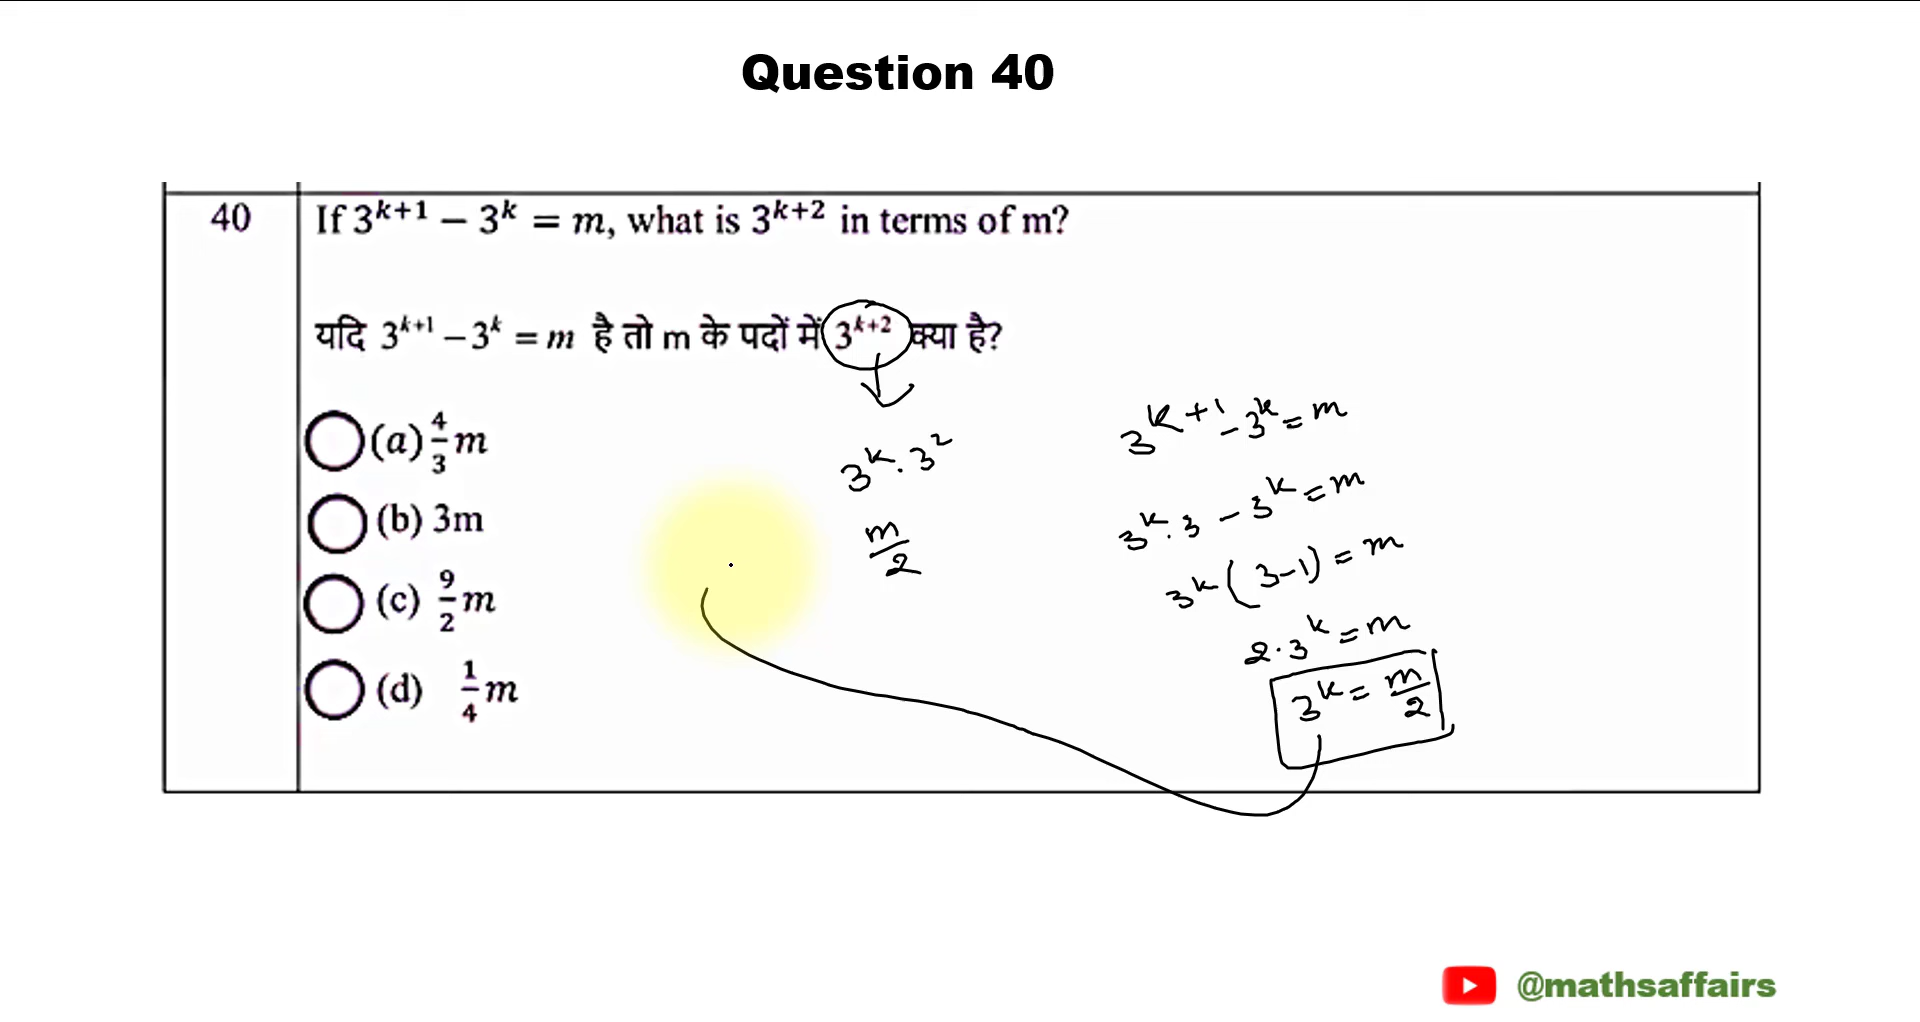 Question 40
40
If 3^{k+1} − 3^k = m, what is 3^{k+2} in terms of m?
यदि 3^{k+1} − 3^k = m है तो m के पदों में 3^{k+2} क्या है?
(a) 4/3 m
(b) 3m
(c) 9/2 m
(d) 1/4 m
3^k . 3^2
m/2
3^{k+1} − 3^k = m
3^k . 3 − 3^k = m
3^k (3−1) = m
2 · 3^k = m
3^k = m/2
@mathsaffairs